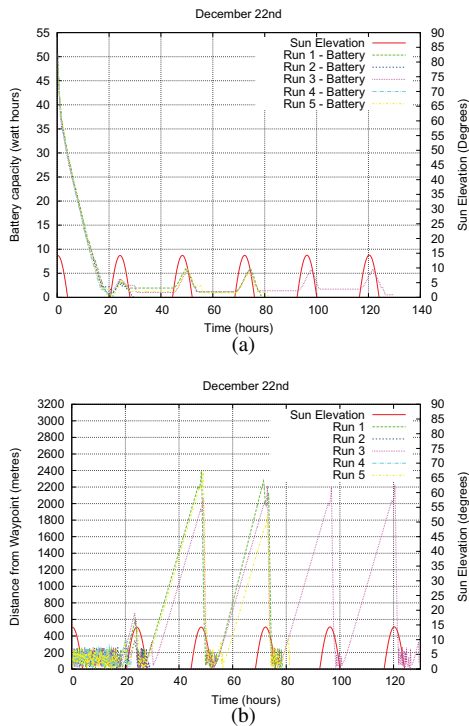 December 22nd
Sun Elevation
Run 1 - Battery
Run 2 - Battery
Run 3 - Battery
Run 4 - Battery
Run 5 - Battery
Battery capacity (watt hours)
55
50
45
40
35
30
25
20
15
10
5
0
90
85
80
75
70
65
60
55
50
45
40
35
30
25
20
15
10
5
0
Sun Elevation (Degrees)
0 20 40 60 80 100 120 140
Time (hours)
(a)
December 22nd
Sun Elevation
Run 1
Run 2
Run 3
Run 4
Run 5
Distance from Waypoint (metres)
3200
3000
2800
2600
2400
2200
2000
1800
1600
1400
1200
1000
800
600
400
200
0
90
85
80
75
70
65
60
55
50
45
40
35
30
25
20
15
10
5
0
Sun Elevation (degrees)
0 20 40 60 80 100 120
Time (hours)
(b)